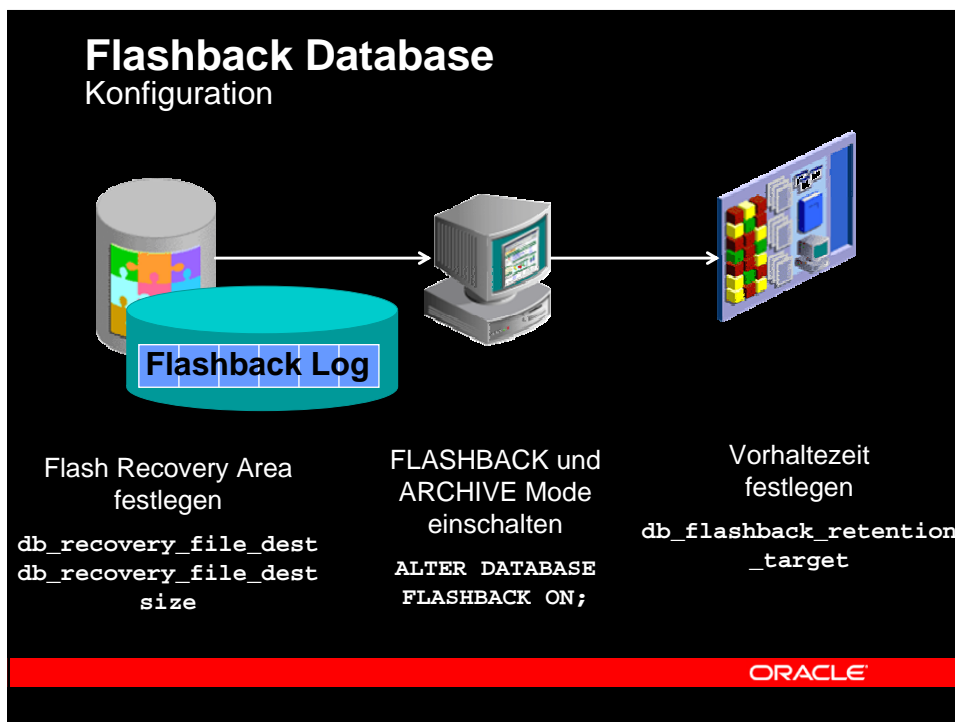 Flashback Database
Konfiguration
Flashback Log
Flash Recovery Area
festlegen
db_recovery_file_dest
db_recovery_file_dest
size
FLASHBACK und
ARCHIVE Mode
einschalten
ALTER DATABASE
FLASHBACK ON;
Vorhaltezeit
festlegen
db_flashback_retention
_target
ORACLE